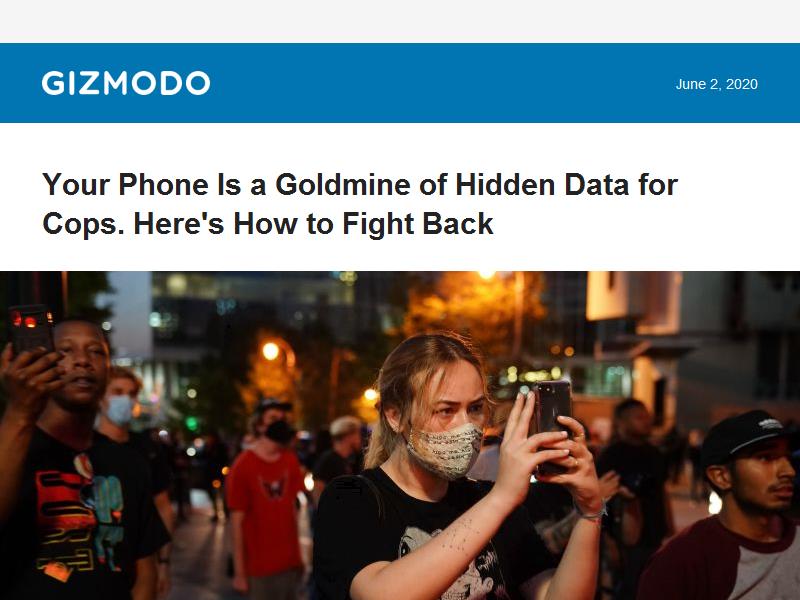 GIZMODO
June 2, 2020
Your Phone Is a Goldmine of Hidden Data for
Cops. Here's How to Fight Back